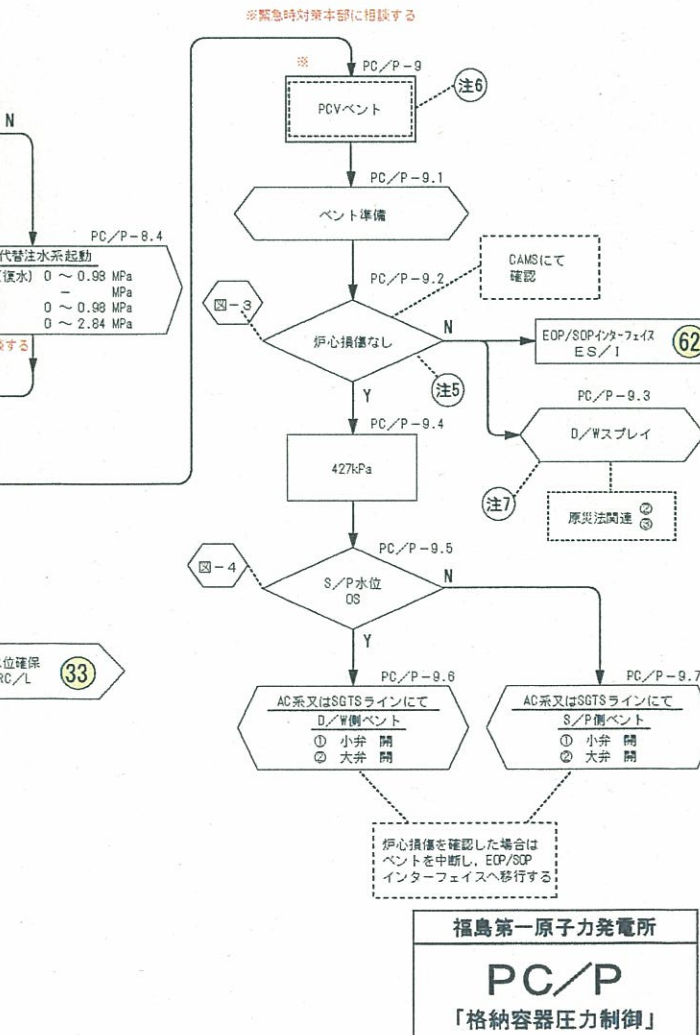 ※緊急時対策本部に相談する
※
PC/P-9
PCVベント
注6
N
PC/P-9.1
ベント準備
PC/P-8.4
代替注水系起動
(復水) 0 ～ 0.98 MPa
－ MPa
0 ～ 0.98 MPa
0 ～ 2.84 MPa
談する
PC/P-9.2
CAMSにて
確認
図-3
炉心損傷なし
N
EOP/SOPインターフェイス
ES/I
62
注5
Y
PC/P-9.3
D/Wスプレイ
PC/P-9.4
427kPa
注7
原災法関連 ②
③
PC/P-9.5
図-4
S/P水位
OS
N
Y
位確保
RC/L
33
PC/P-9.6
AC系又はSGTSラインにて
D/W側ベント
① 小弁 開
② 大弁 開
PC/P-9.7
AC系又はSGTSラインにて
S/P側ベント
① 小弁 開
② 大弁 開
炉心損傷を確認した場合は
ベントを中断し，EOP/SOP
インターフェイスへ移行する
福島第一原子力発電所
PC/P
「格納容器圧力制御」